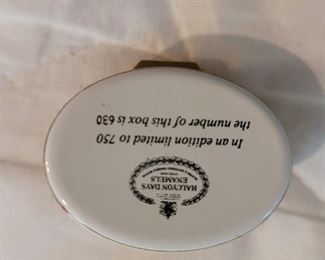 HALCYON DAYS
ENAMELS
In an edition limited to 750
the number of this box is 630